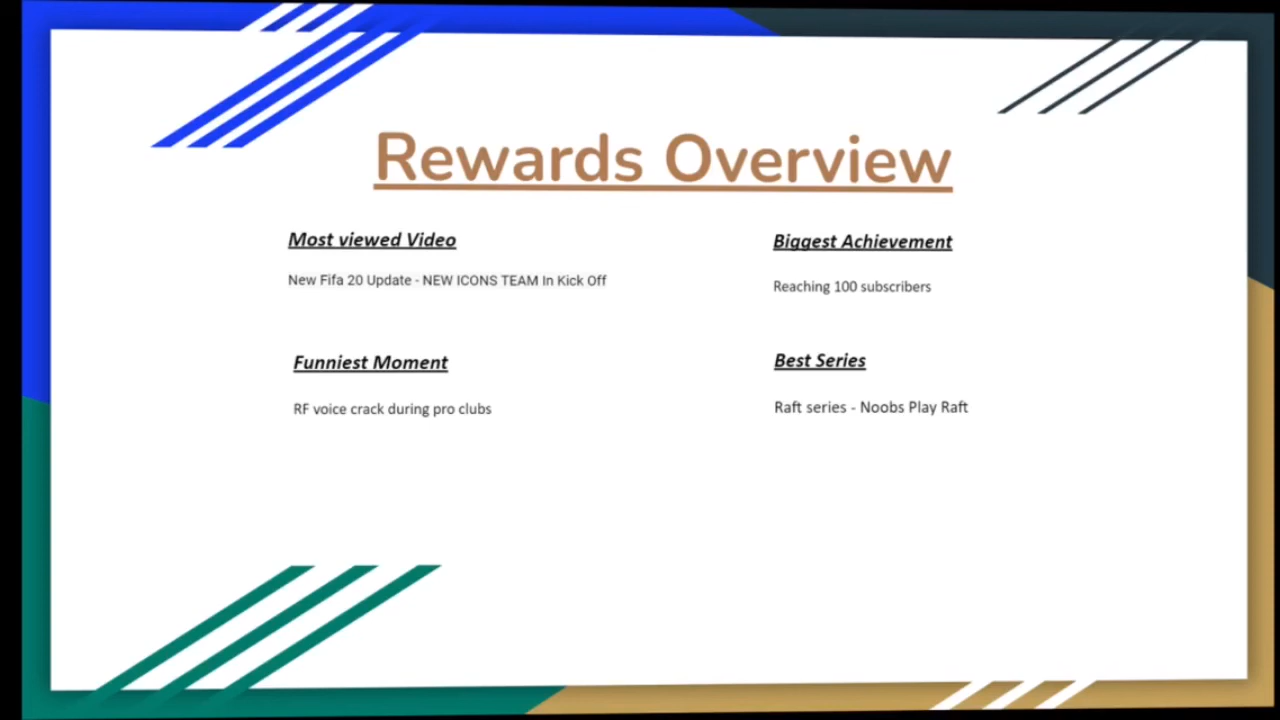 Rewards Overview
Most viewed Video
New Fifa 20 Update - NEW ICONS TEAM In Kick Off
Biggest Achievement
Reaching 100 subscribers
Funniest Moment
RF voice crack during pro clubs
Best Series
Raft series - Noobs Play Raft